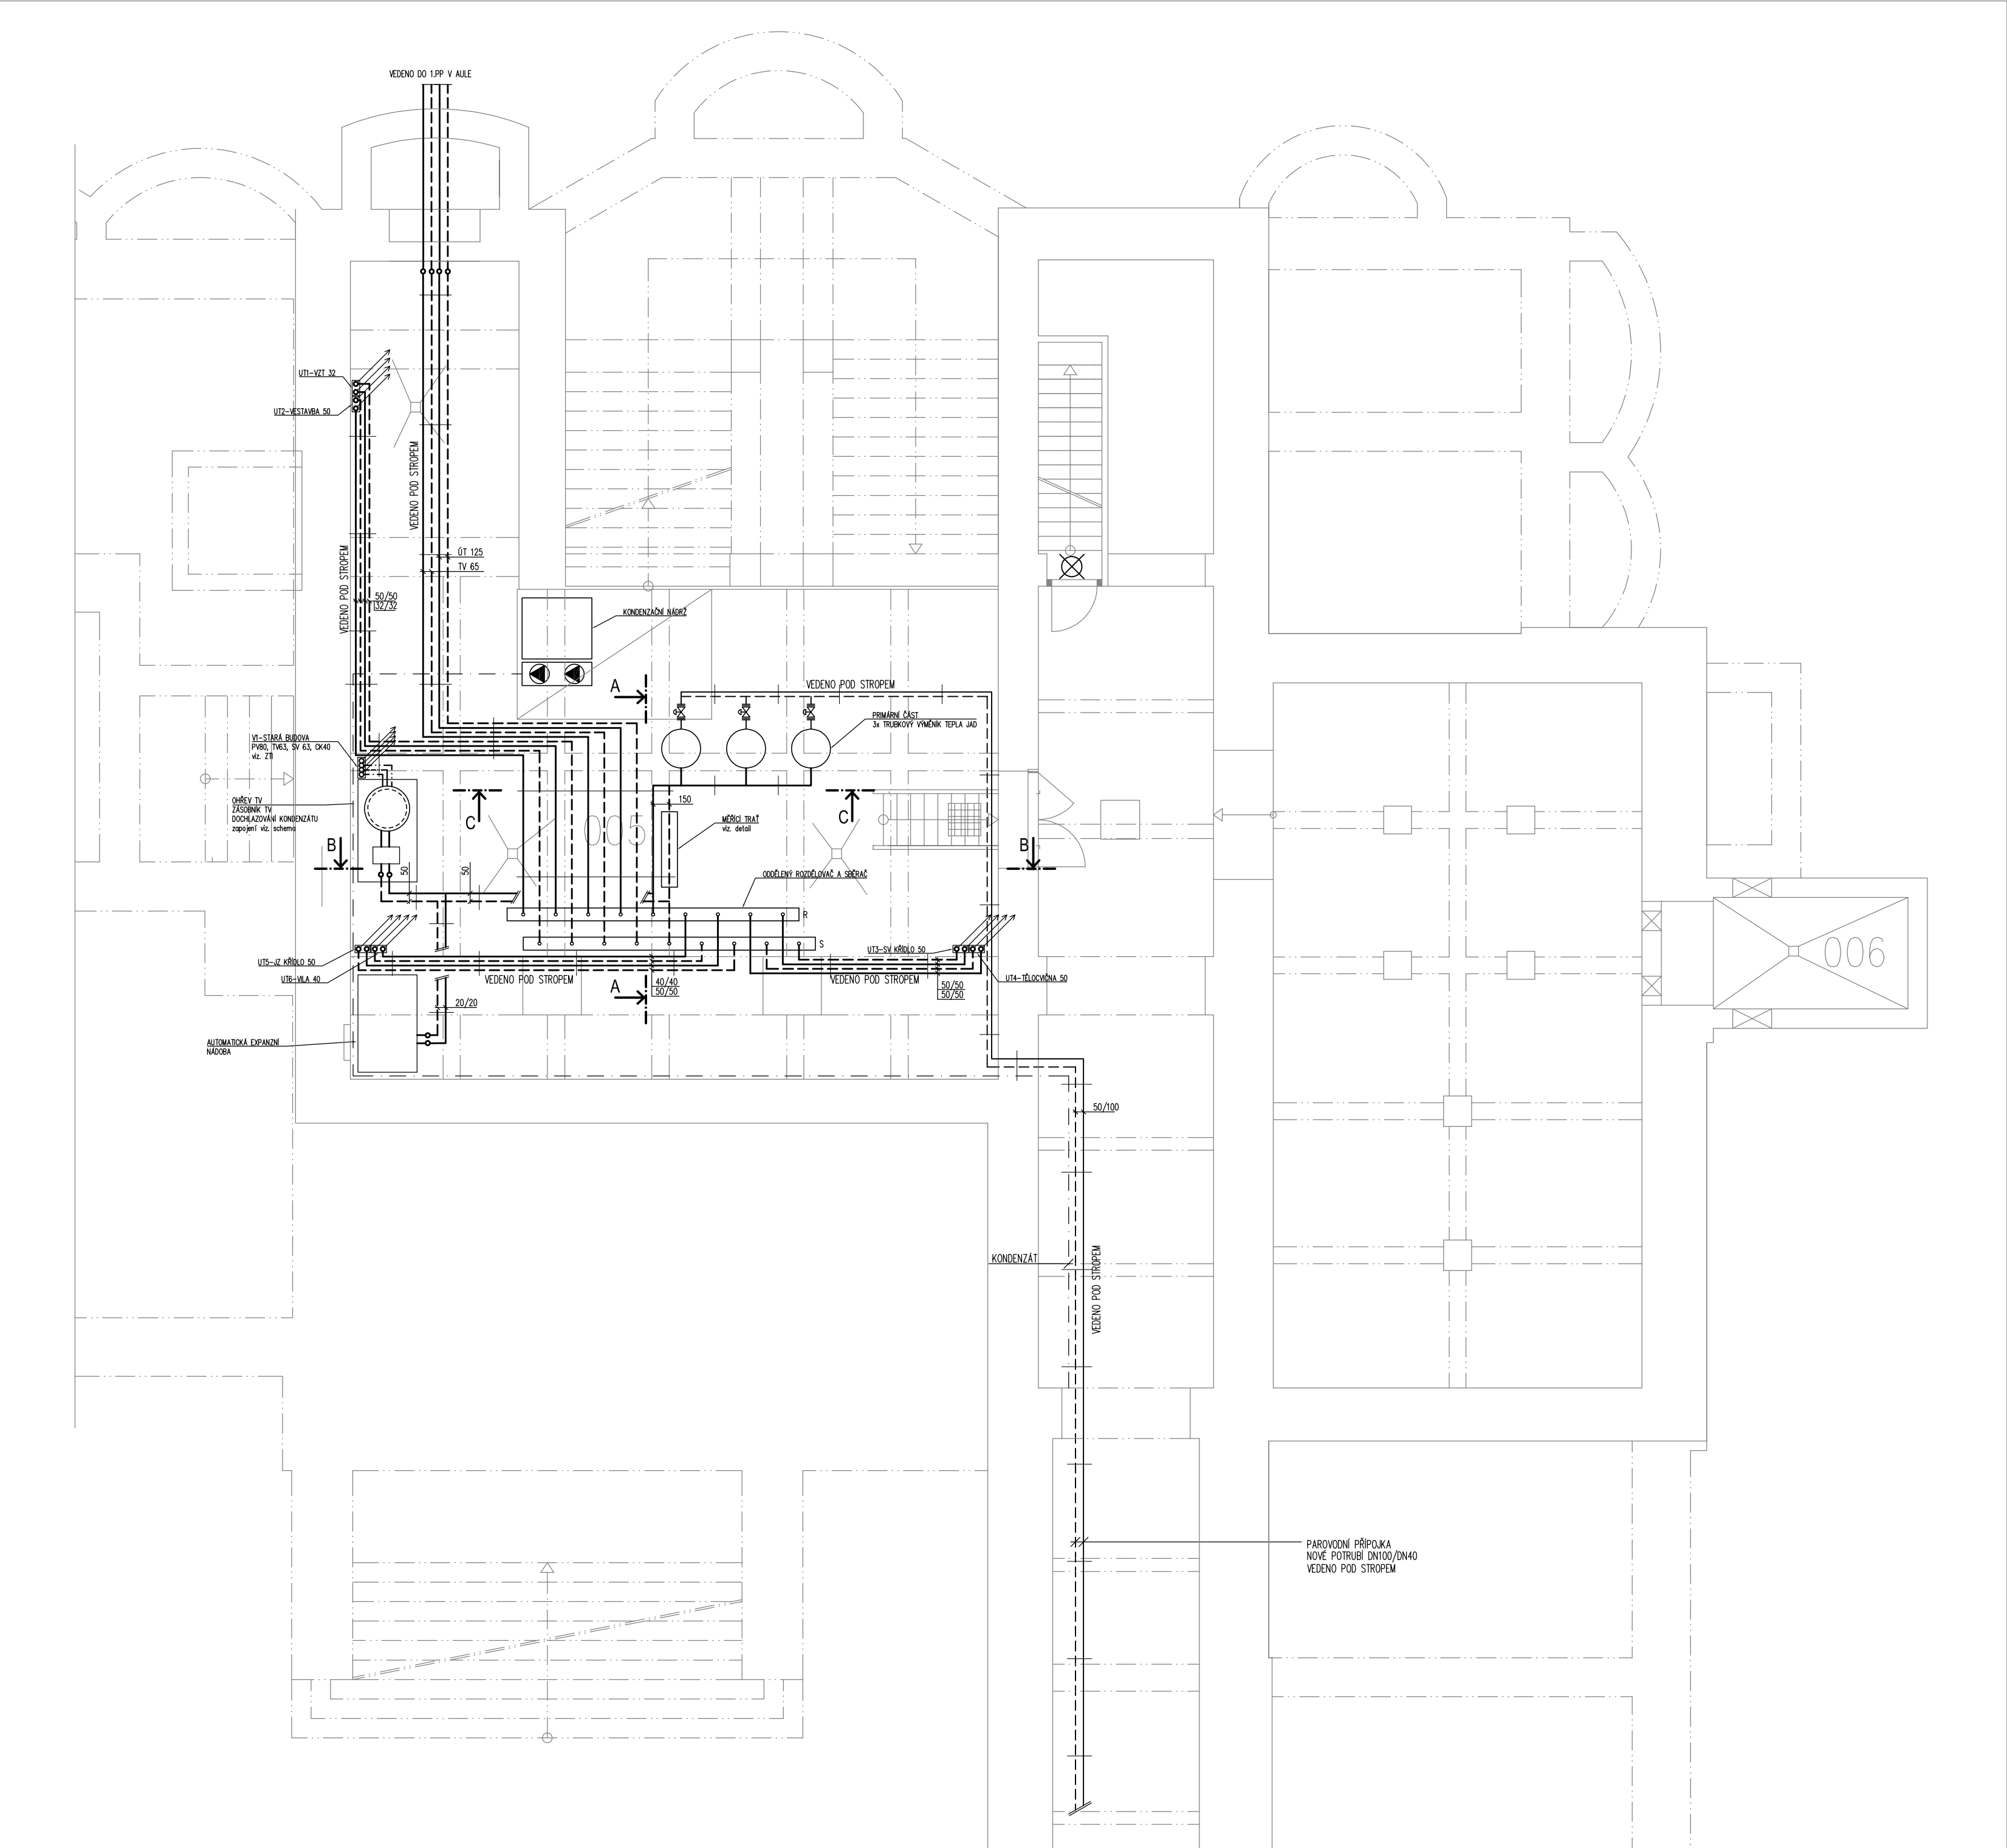 VEDENO DO 1.PP V AULE
UT1-VZT 32
UT2-VESTAVBA 50
VEDENO POD STROPEM
VEDENO POD STROPEM
ÚT 125
TV 65
50/50
32/32
KONDENZAČNÍ NÁDRŽ
A
VEDENO POD STROPEM
PRIMÁRNÍ ČÁST
3x TRUBKOVÝ VÝMĚNÍK TEPLA JAD
V1-STARÁ BUDOVA
PV80, TV63, SV 63, CK40
viz. ZTI
OHŘEV TV
ZÁSOBNÍK TV
DOCHLAZOVÁNÍ KONDENZÁTU
zapojení viz. schema
150
C
C
005
MĚŘÍCÍ TRAŤ
viz. detail
B
B
50
50
ODDĚLENÝ ROZDĚLOVAČ A SBĚRAČ
R
S
006
UT5-JZ KŘÍDLO 50
UT6-VILA 40
UT3-SV KŘÍDLO 50
UT4-TĚLOCVIČNA 50
VEDENO POD STROPEM
VEDENO POD STROPEM
A
40/40
50/50
50/50
50/50
20/20
AUTOMATICKÁ EXPANZNÍ
NÁDOBA
50/100
KONDENZÁT
VEDENO POD STROPEM
PAROVODNÍ PŘÍPOJKA
NOVÉ POTRUBÍ DN100/DN40
VEDENO POD STROPEM